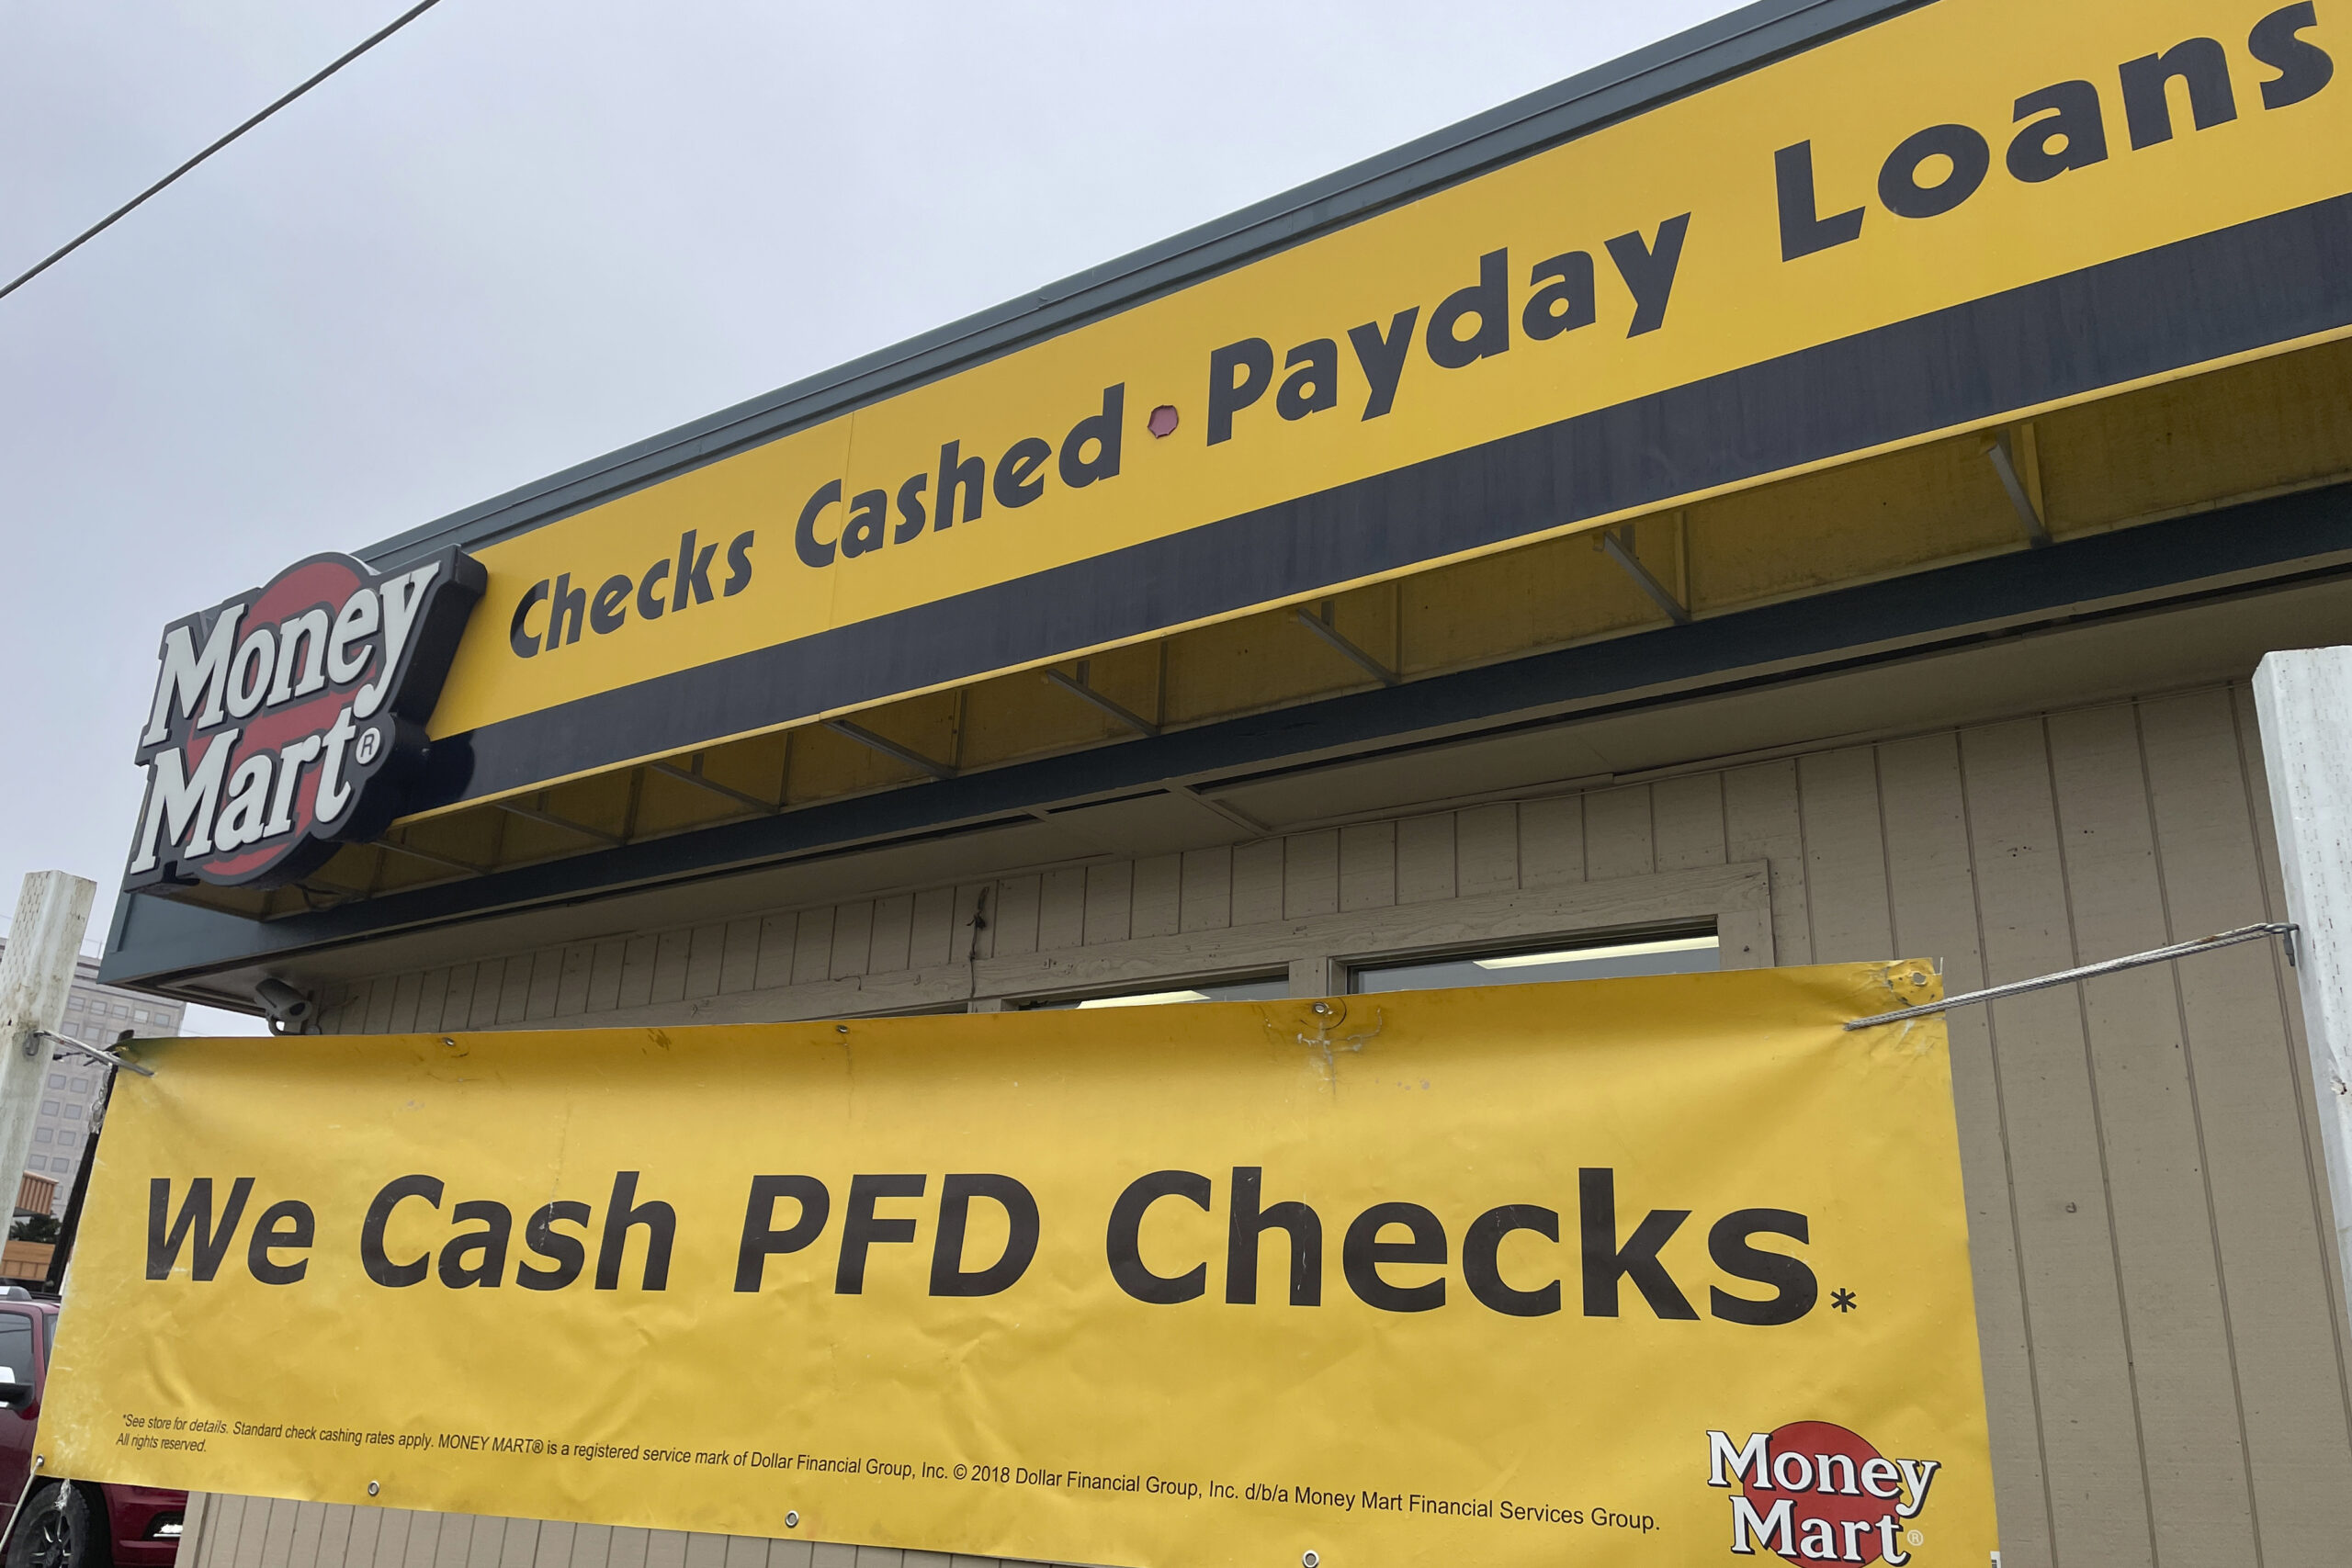 Checks Cashed • Payday Loans
Money
Mart®
We Cash PFD Checks.*
*See store for details. Standard check cashing rates apply. MONEY MART® is a registered service mark of Dollar Financial Group, Inc. © 2018 Dollar Financial Group, Inc. d/b/a Money Mart Financial Services Group.
All rights reserved.
Money
Mart®